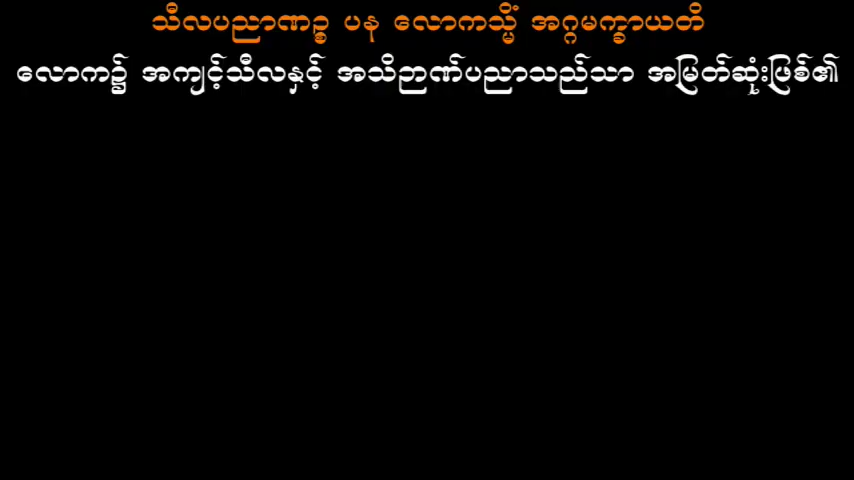 သီလပညာဏဉ္စ ပန လောကသ္မိံ အဂ္ဂမက္ခာယတိ
လောက၌ အကျင့်သီလနှင့် အသိဉာဏ်ပညာသည်သာ အမြတ်ဆုံးဖြစ်၏